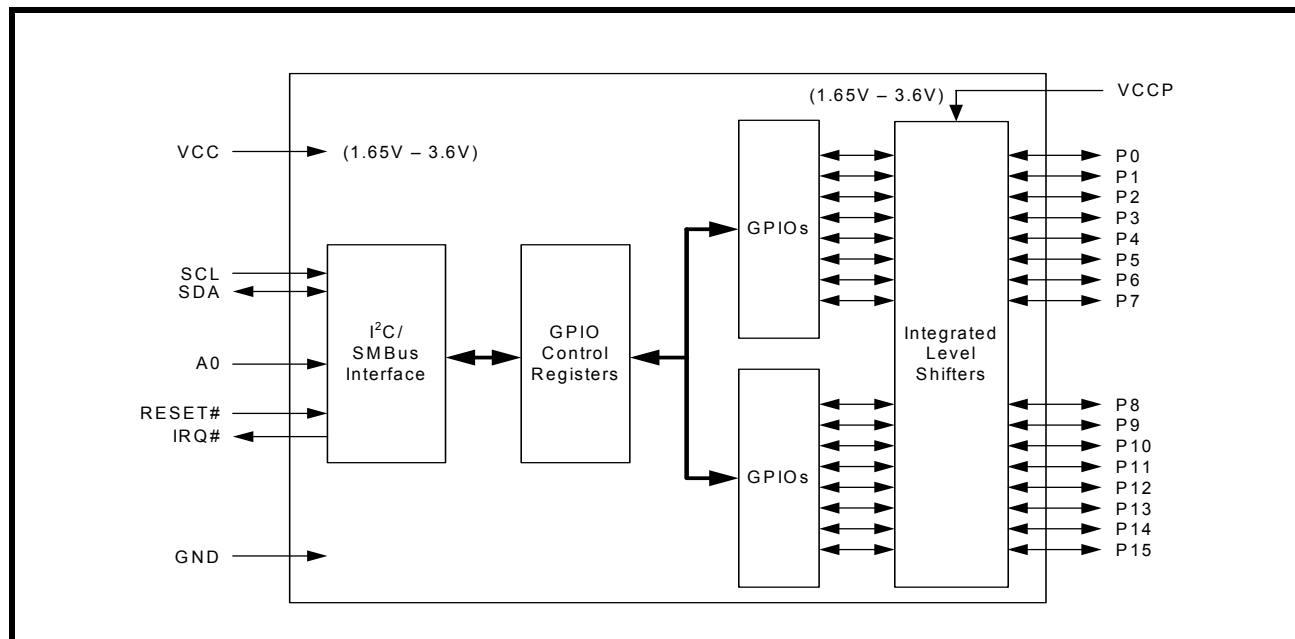 (1.65V – 3.6V)
VCCP
VCC
(1.65V – 3.6V)
SCL
SDA
A0
RESET#
IRQ#
GND
I²C/
SMBus
Interface
GPIO
Control
Registers
GPIOs
GPIOs
Integrated
Level
Shifters
P0
P1
P2
P3
P4
P5
P6
P7
P8
P9
P10
P11
P12
P13
P14
P15